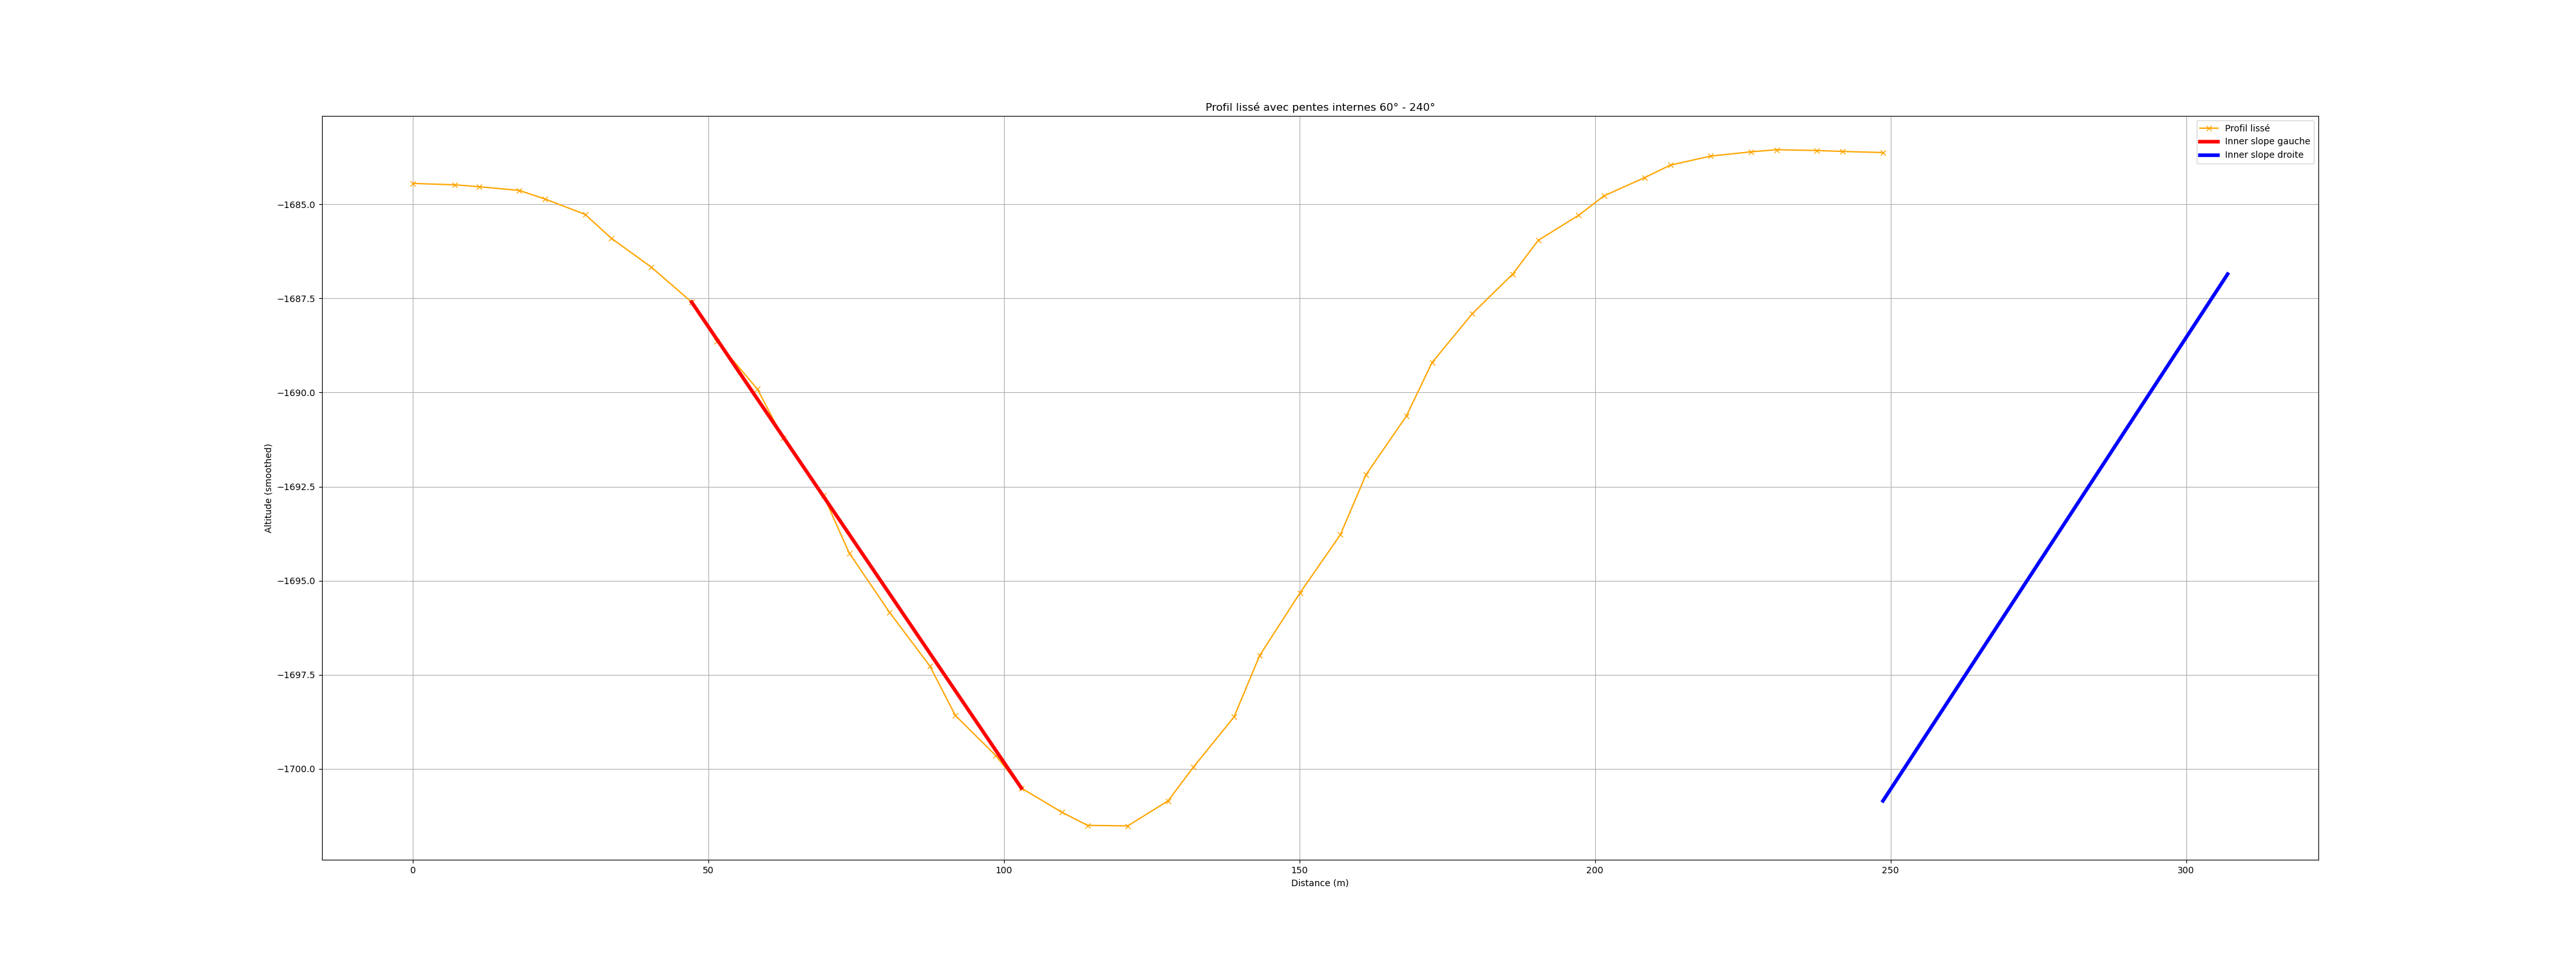 Profil lissé avec pentes internes 60° - 240°
Profil lissé
Inner slope gauche
Inner slope droite
−1685.0
−1687.5
−1690.0
−1692.5
−1695.0
−1697.5
−1700.0
Altitude (smoothed)
0 50 100 150 200 250 300
Distance (m)